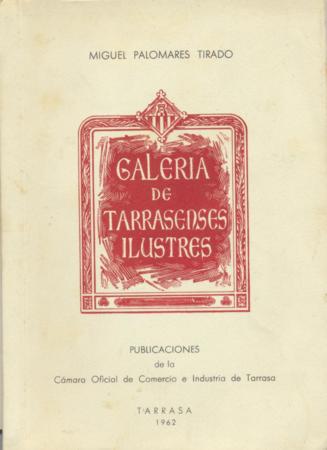 MIGUEL PALOMARES TIRADO
GALERIA
DE
TARRASENSES
ILUSTRES
PUBLICACIONES
de la
Cámara Oficial de Comercio e Industria de Tarrasa
TARRASA
1962